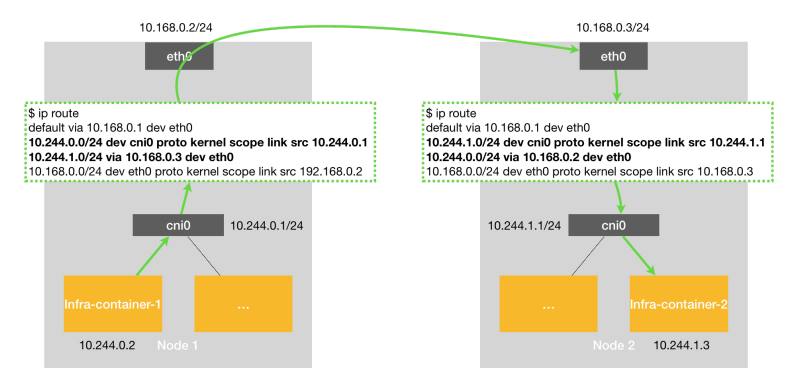 10.168.0.2/24
eth0
$ ip route
default via 10.168.0.1 dev eth0
10.244.0.0/24 dev cni0 proto kernel scope link src 10.244.0.1
10.244.1.0/24 via 10.168.0.3 dev eth0
10.168.0.0/24 dev eth0 proto kernel scope link src 192.168.0.2
cni0
10.244.0.1/24
Infra-container-1
...
10.244.0.2
Node 1
10.168.0.3/24
eth0
$ ip route
default via 10.168.0.1 dev eth0
10.244.1.0/24 dev cni0 proto kernel scope link src 10.244.1.1
10.244.0.0/24 via 10.168.0.2 dev eth0
10.168.0.0/24 dev eth0 proto kernel scope link src 10.168.0.3
10.244.1.1/24
cni0
...
Infra-container-2
Node 2
10.244.1.3